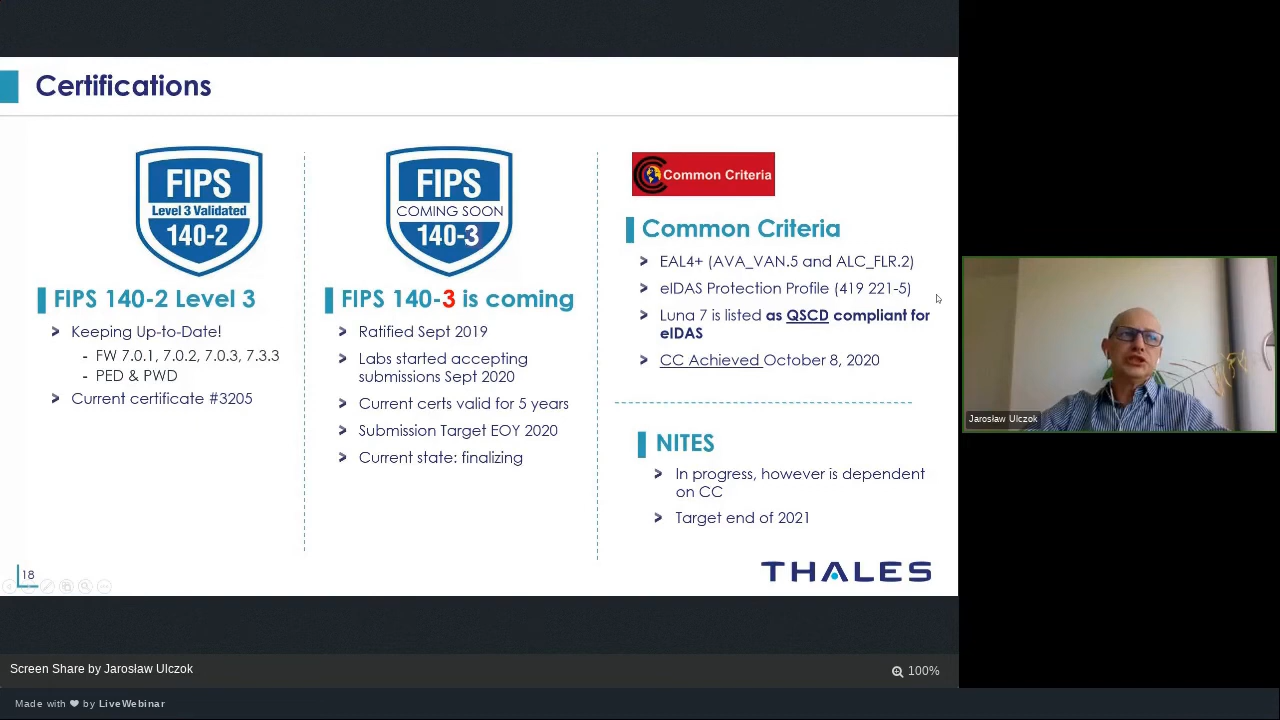 Certifications
FIPS
Level 3 Validated
140-2
FIPS 140-2 Level 3
Keeping Up-to-Date!
- FW 7.0.1, 7.0.2, 7.0.3, 7.3.3
- PED & PWD
Current certificate #3205
FIPS
COMING SOON
140-3
FIPS 140-3 is coming
Ratified Sept 2019
Labs started accepting
submissions Sept 2020
Current certs valid for 5 years
Submission Target EOY 2020
Current state: finalizing
Common Criteria
Common Criteria
EAL4+ (AVA_VAN.5 and ALC_FLR.2)
eIDAS Protection Profile (419 221-5)
Luna 7 is listed as QSCD compliant for
eIDAS
CC Achieved October 8, 2020
NITES
In progress, however is dependent
on CC
Target end of 2021
18
THALES
Jarosław Ulczok
Screen Share by Jarosław Ulczok
100%
Made with ❤ by LiveWebinar